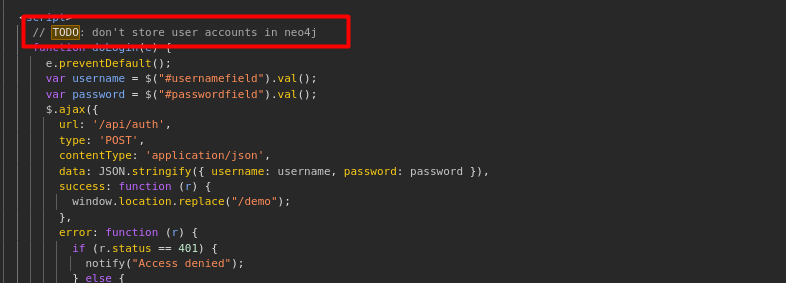 <script>
// TODO: don't store user accounts in neo4j
function doLogin(e) {
e.preventDefault();
var username = $("#usernamefield").val();
var password = $("#passwordfield").val();
$.ajax({
url: '/api/auth',
type: 'POST',
contentType: 'application/json',
data: JSON.stringify({ username: username, password: password }),
success: function (r) {
window.location.replace("/demo");
},
error: function (r) {
if (r.status == 401) {
notify("Access denied");
} else {